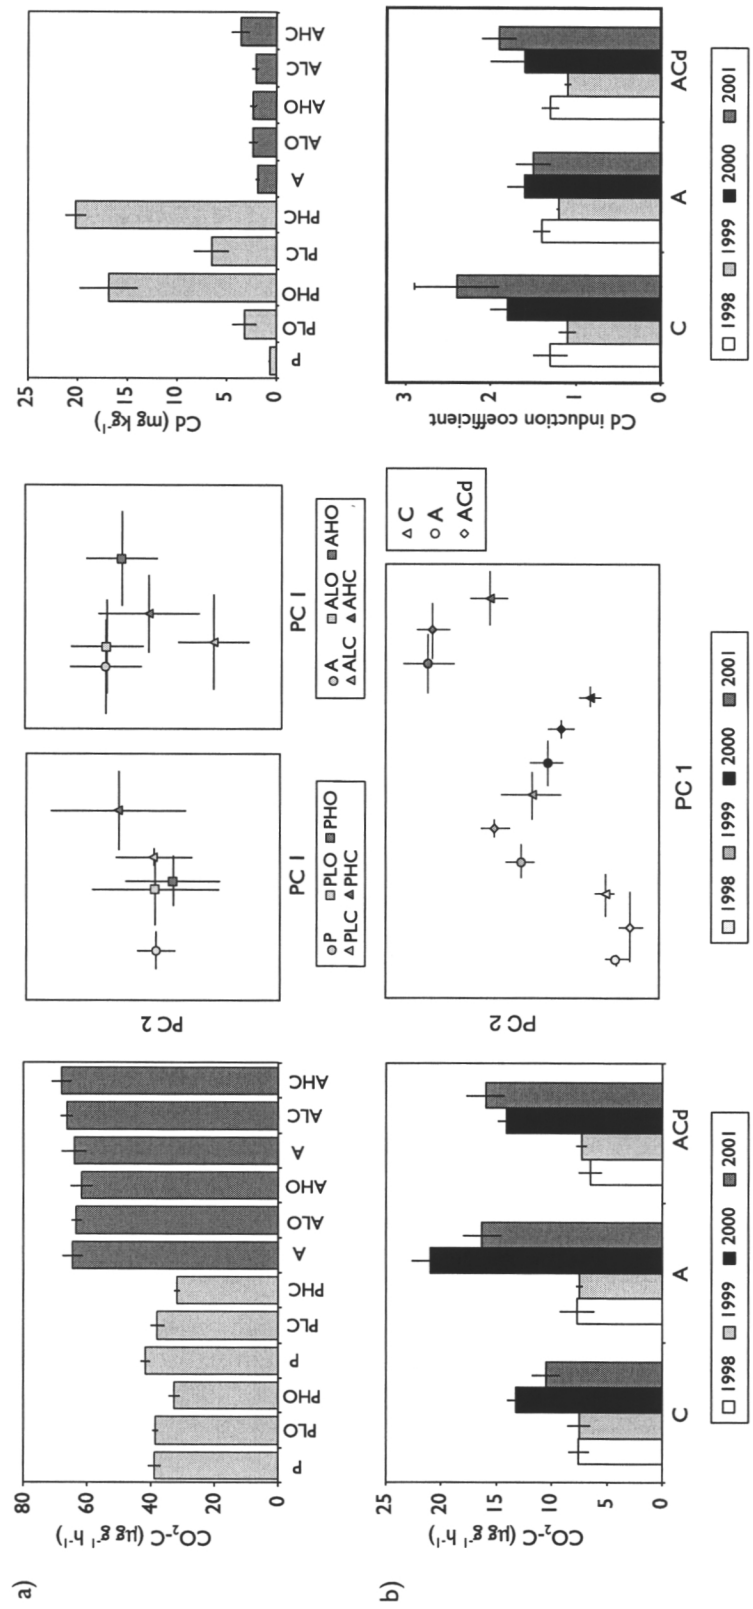 a)
CO₂-C (µg g⁻¹ h⁻¹)
80
60
40
20
0
P
PLO
PHO
P
PLC
PHC
A
ALO
AHO
A
ALC
AHC
PC 2
PC I
P PLO PHO
PLC PHC
PC I
A ALO AHO
ALC AHC
Cd (mg kg⁻¹)
25
20
15
10
5
0
P
PLO
PHO
PLC
PHC
A
ALO
AHO
ALC
AHC
b)
CO₂-C (µg g⁻¹ h⁻¹)
25
20
15
10
5
0
C
A
ACd
1998 1999 2000 2001
PC 2
PC 1
C
A
ACd
1998 1999 2000 2001
Cd induction coefficient
3
2
1
0
C
A
ACd
1998 1999 2000 2001